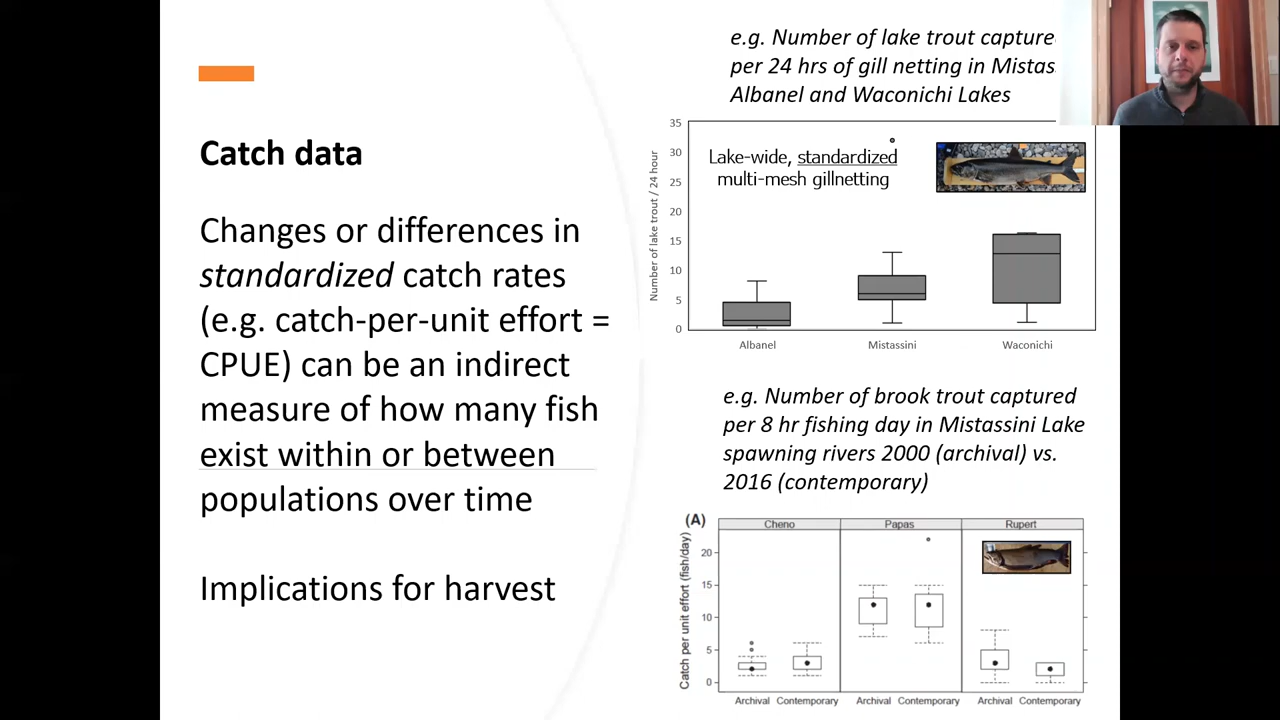 Catch data
Changes or differences in
standardized catch rates
(e.g. catch-per-unit effort =
CPUE) can be an indirect
measure of how many fish
exist within or between
populations over time
Implications for harvest
e.g. Number of lake trout
per 24 hrs of gill netting in
Albanel and Waconichi Lakes
Number of lake trout / 24 hour
35
30
25
20
15
10
5
0
Lake-wide, standardized
multi-mesh gillnetting
Albanel Mistassini Waconichi
e.g. Number of brook trout captured
per 8 hr fishing day in Mistassini Lake
spawning rivers 2000 (archival) vs.
2016 (contemporary)
(A)
Cheno Papas Rupert
Catch per unit effort (fish/day)
20
15
10
5
0
Archival Contemporary Archival Contemporary Archival Contemporary